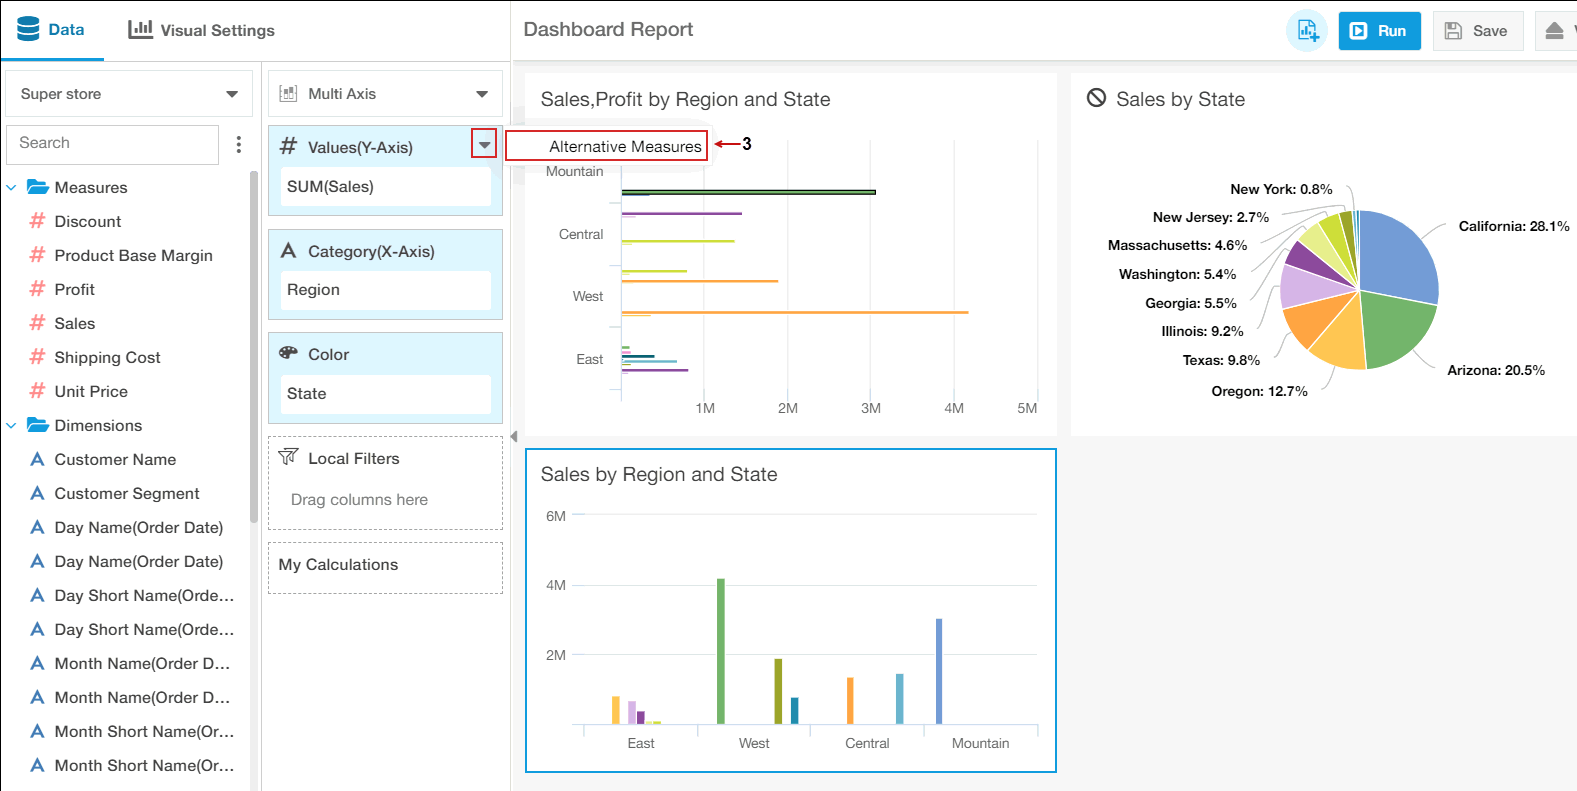 Data
Visual Settings
Dashboard Report
Run
Save
Super store
Search
Measures
Discount
Product Base Margin
Profit
Sales
Shipping Cost
Unit Price
Dimensions
Customer Name
Customer Segment
Day Name(Order Date)
Day Name(Order Date)
Day Short Name(Orde...
Day Short Name(Orde...
Month Name(Order D...
Month Name(Order D...
Month Short Name(Or...
Month Short Name(Or...
Multi Axis
Values(Y-Axis)
SUM(Sales)
Category(X-Axis)
Region
Color
State
Local Filters
Drag columns here
My Calculations
Alternative Measures
3
Sales,Profit by Region and State
Mountain
Central
West
East
1M
2M
3M
4M
5M
Sales by State
New York: 0.8%
New Jersey: 2.7%
Massachusetts: 4.6%
Washington: 5.4%
Georgia: 5.5%
Illinois: 9.2%
Texas: 9.8%
Oregon: 12.7%
California: 28.1%
Arizona: 20.5%
Sales by Region and State
6M
4M
2M
East
West
Central
Mountain